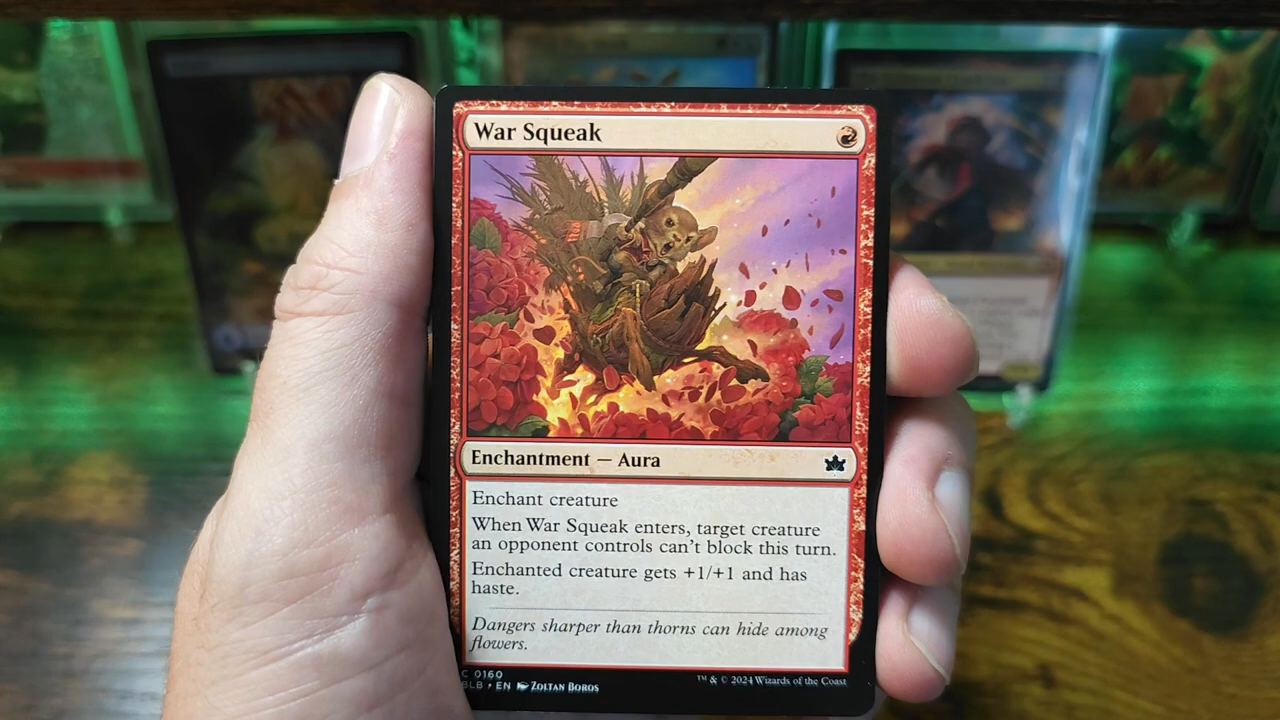 War Squeak
Enchantment — Aura
Enchant creature
When War Squeak enters, target creature
an opponent controls can't block this turn.
Enchanted creature gets +1/+1 and has
haste.
Dangers sharper than thorns can hide among
flowers.
C 0160
BLB • EN Zoltan Boros
™ & © 2024 Wizards of the Coast